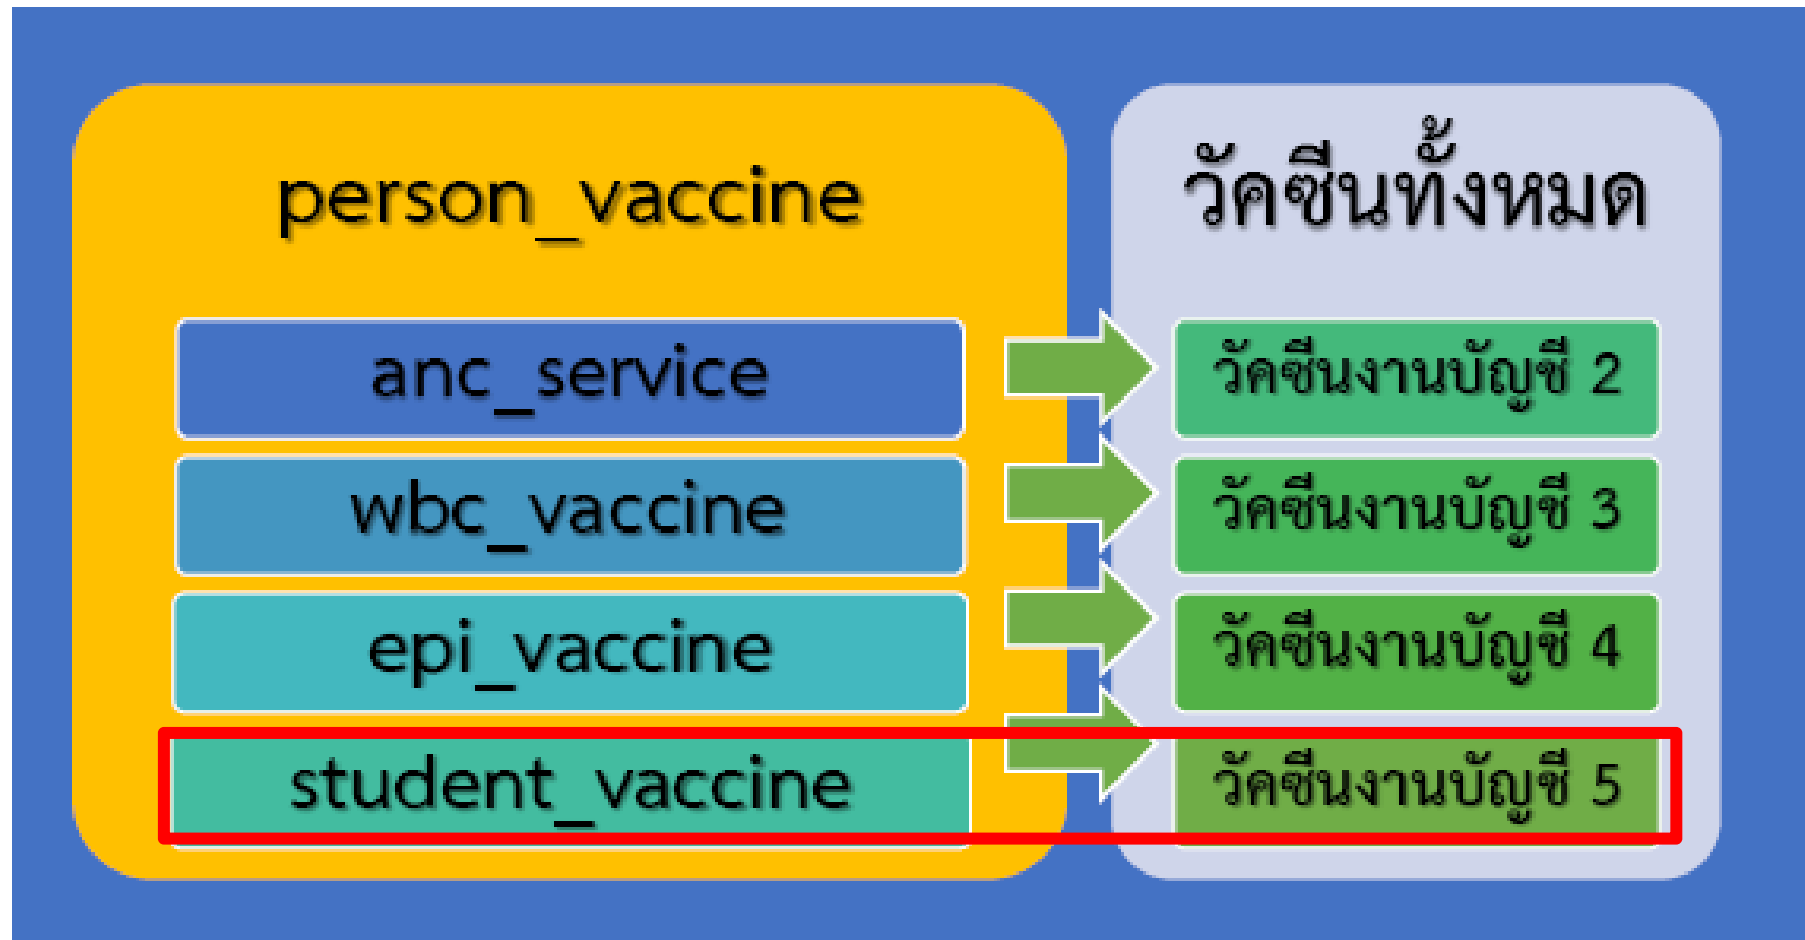 person_vaccine
วัคซีนทั้งหมด
anc_service
วัคซีนงานบัญชี 2
wbc_vaccine
วัคซีนงานบัญชี 3
epi_vaccine
วัคซีนงานบัญชี 4
student_vaccine
วัคซีนงานบัญชี 5